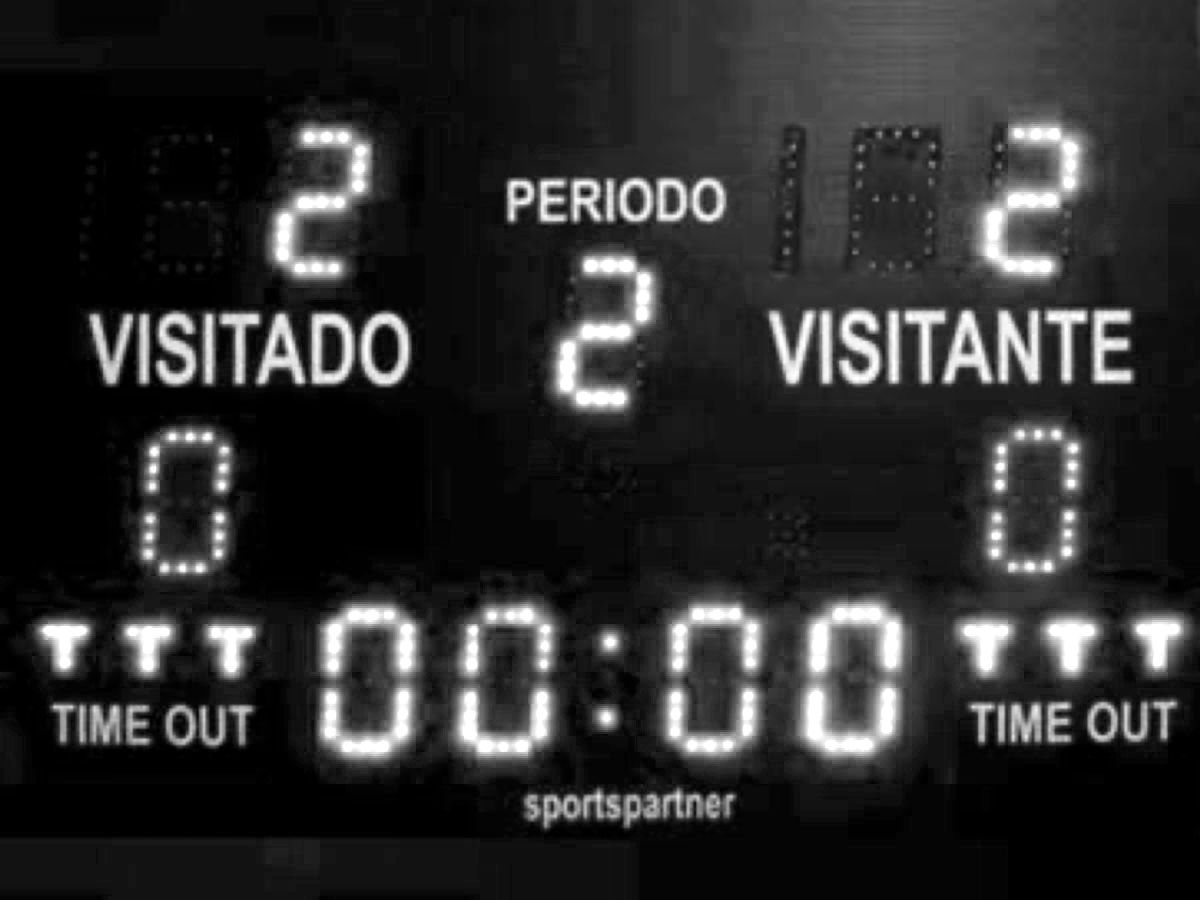 2 2
PERIODO
2
VISITADO VISITANTE
0 0
T T T 00:00 T T T
TIME OUT TIME OUT
sportspartner